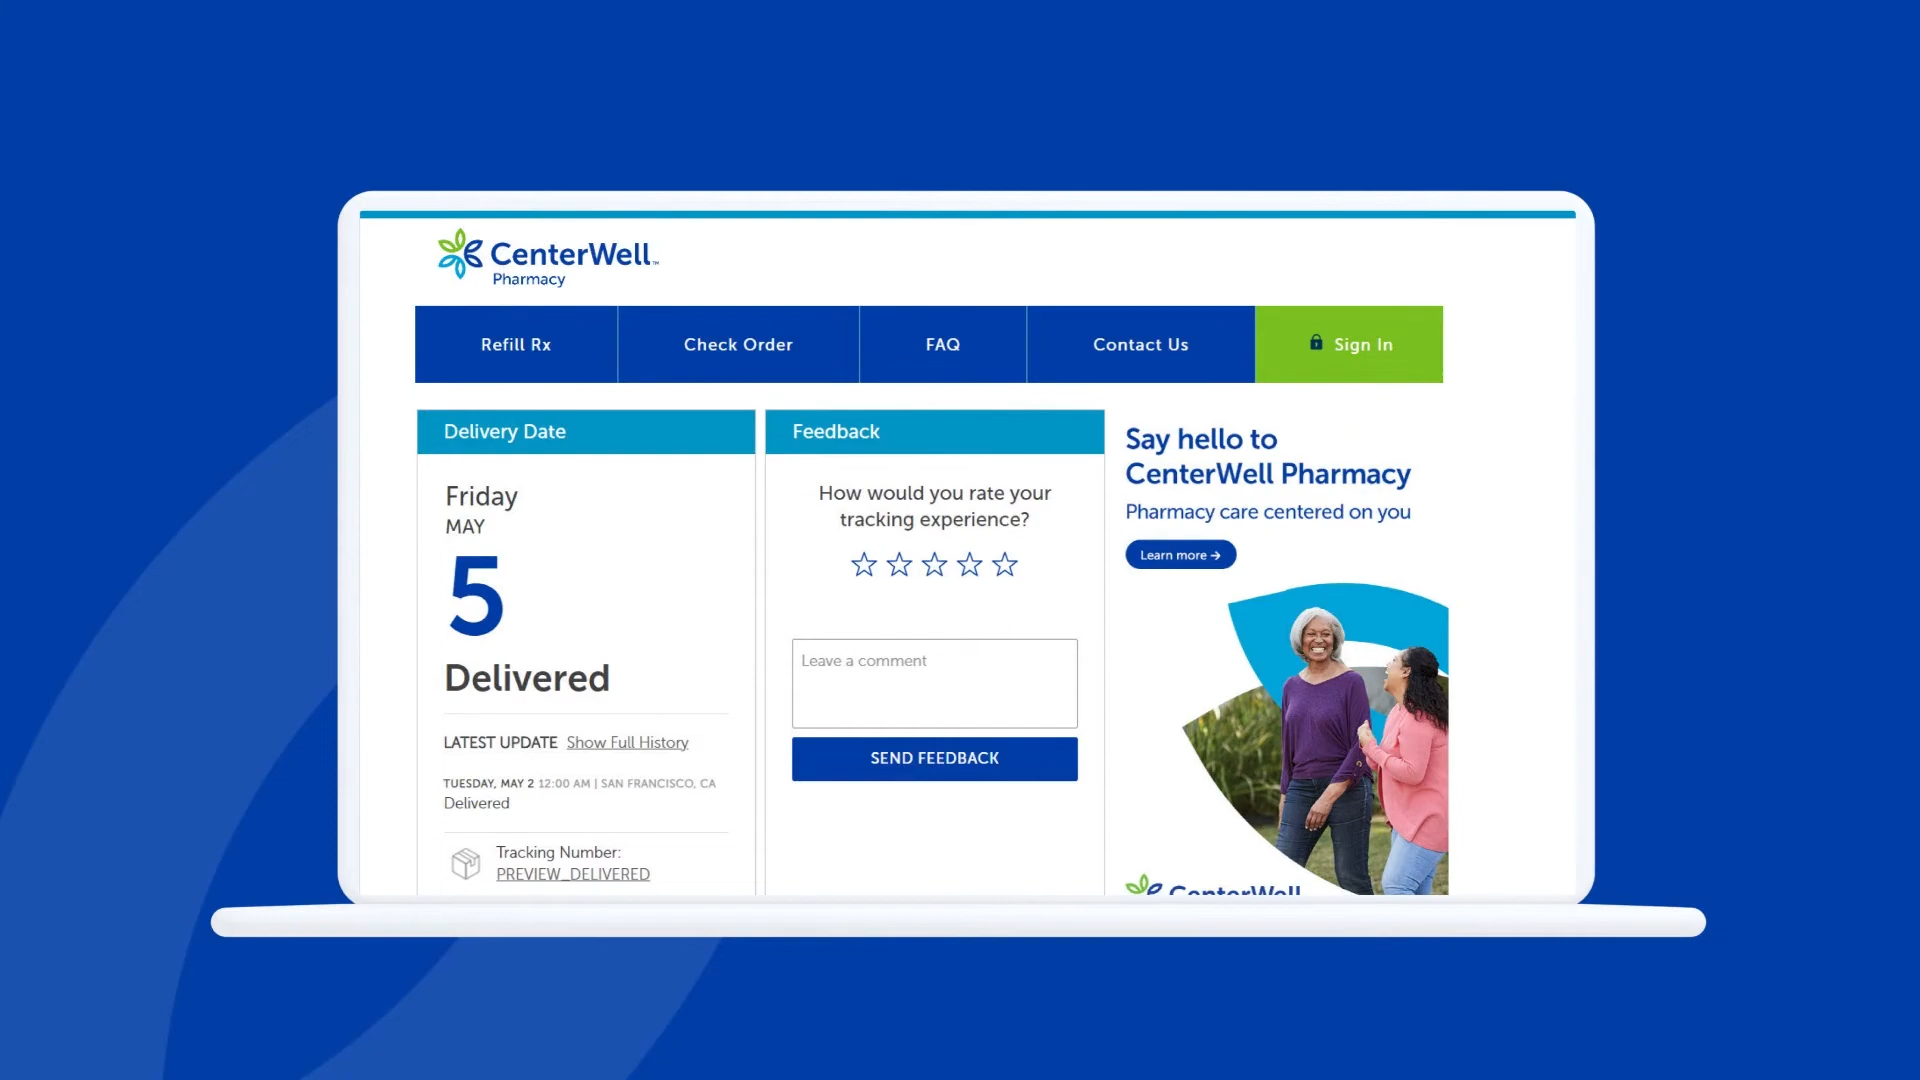 CenterWell™
Pharmacy
Refill Rx
Check Order
FAQ
Contact Us
Sign In
Delivery Date
Friday
MAY
5
Delivered
LATEST UPDATE Show Full History
TUESDAY, MAY 2 12:00 AM | SAN FRANCISCO, CA
Delivered
Tracking Number:
PREVIEW_DELIVERED
Feedback
How would you rate your
tracking experience?
Leave a comment
SEND FEEDBACK
Say hello to
CenterWell Pharmacy
Pharmacy care centered on you
Learn more →
CenterWell